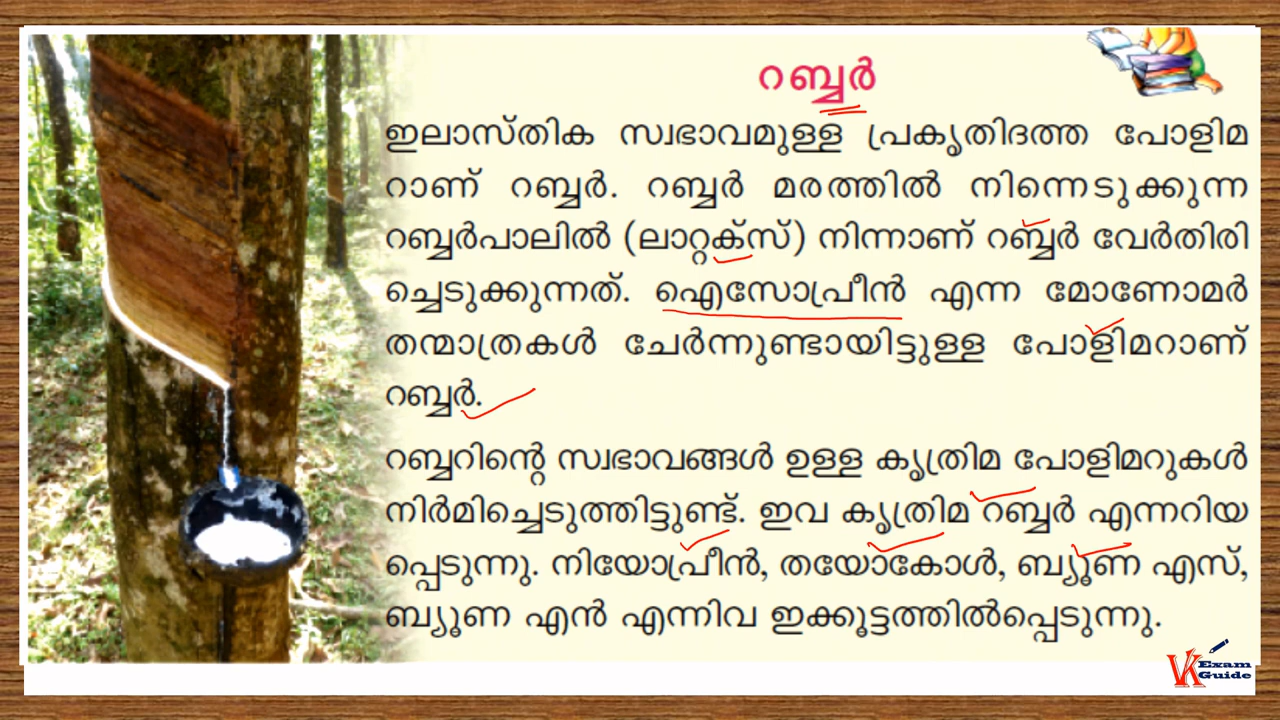 റബ്ബർ
ഇലാസ്തിക സ്വഭാവമുള്ള പ്രകൃതിദത്ത പോളിമ
റാണ് റബ്ബർ. റബ്ബർ മരത്തിൽ നിന്നെടുക്കുന്ന
റബ്ബർപാലിൽ (ലാറ്റക്സ്) നിന്നാണ് റബ്ബർ വേർതിരി
ച്ചെടുക്കുന്നത്. ഐസോപ്രീൻ എന്ന മോണോമർ
തന്മാത്രകൾ ചേർന്നുണ്ടായിട്ടുള്ള പോളിമറാണ്
റബ്ബർ.
റബ്ബറിന്റെ സ്വഭാവങ്ങൾ ഉള്ള കൃത്രിമ പോളിമറുകൾ
നിർമിച്ചെടുത്തിട്ടുണ്ട്. ഇവ കൃത്രിമ റബ്ബർ എന്നറിയ
പ്പെടുന്നു. നിയോപ്രീൻ, തയോകോൾ, ബ്യൂണ എസ്,
ബ്യൂണ എൻ എന്നിവ ഇക്കൂട്ടത്തിൽപ്പെടുന്നു.
VK Exam
Guide